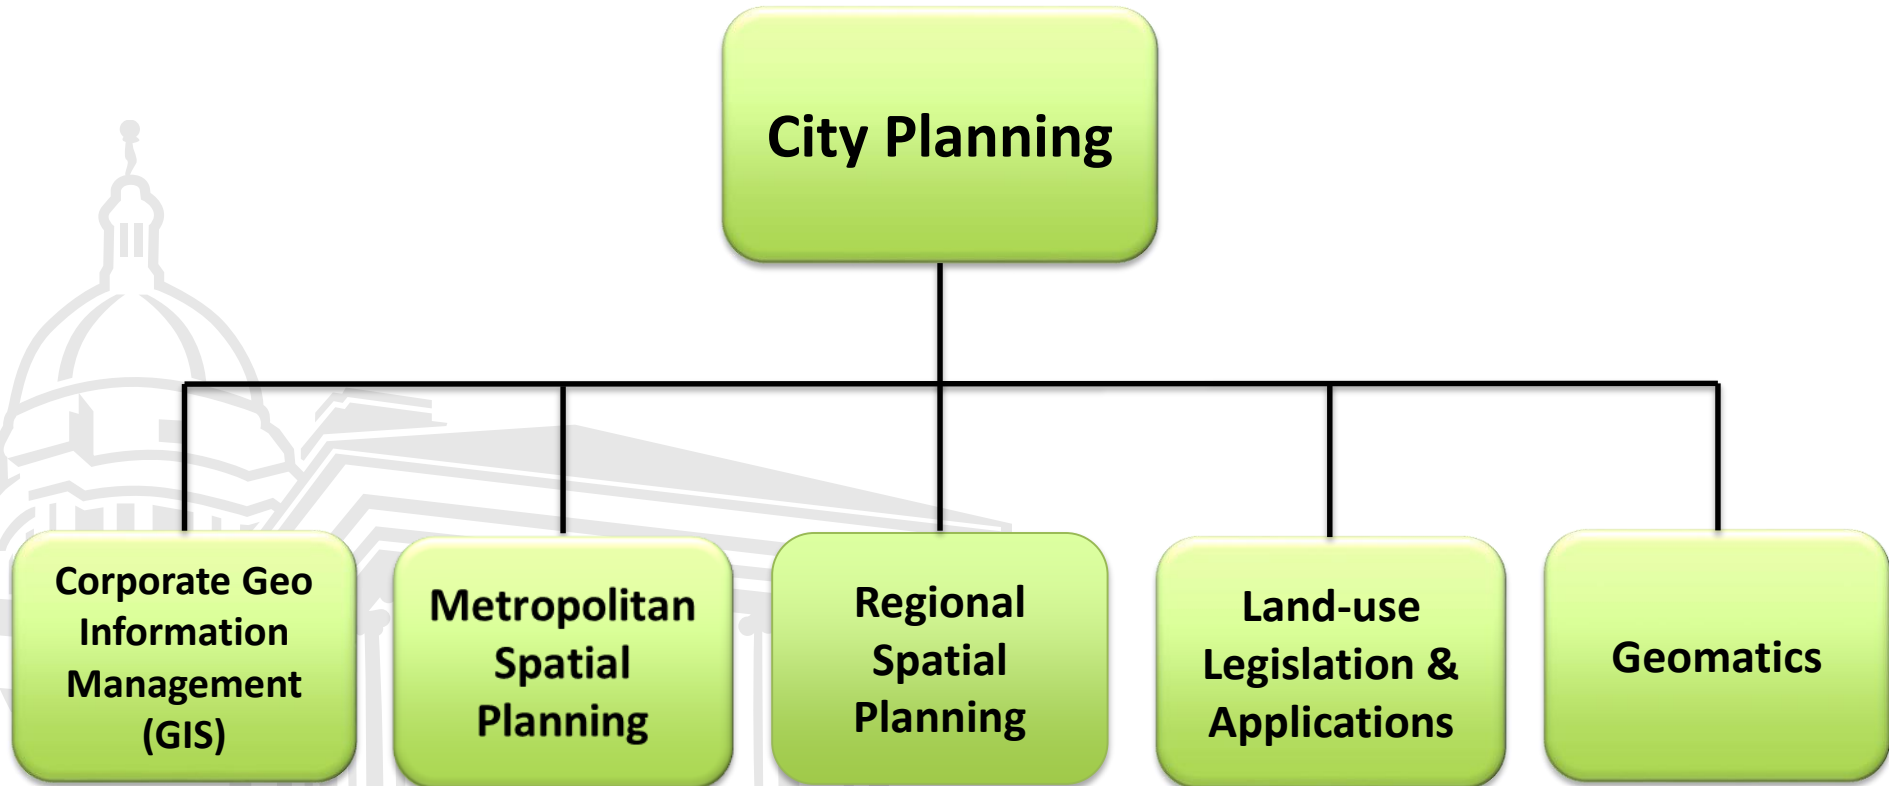 City Planning
Corporate Geo
Information
Management
(GIS)
Metropolitan
Spatial
Planning
Regional
Spatial
Planning
Land-use
Legislation &
Applications
Geomatics